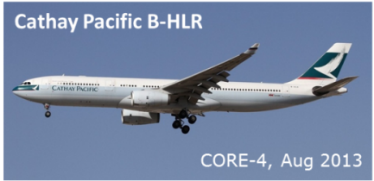 Cathay Pacific B-HLR
CATHAY PACIFIC
CORE-4, Aug 2013